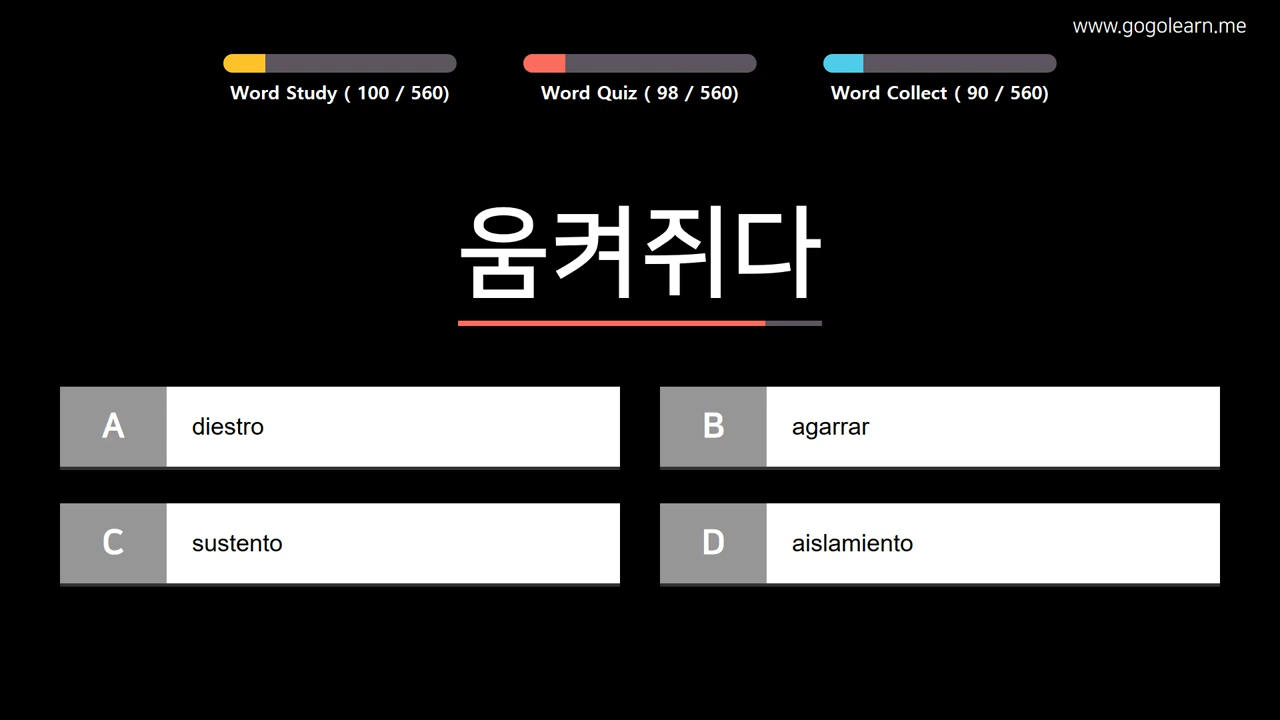 www.gogolearn.me
Word Study ( 100 / 560)
Word Quiz ( 98 / 560)
Word Collect ( 90 / 560)
움켜쥐다
A diestro
B agarrar
C sustento
D aislamiento